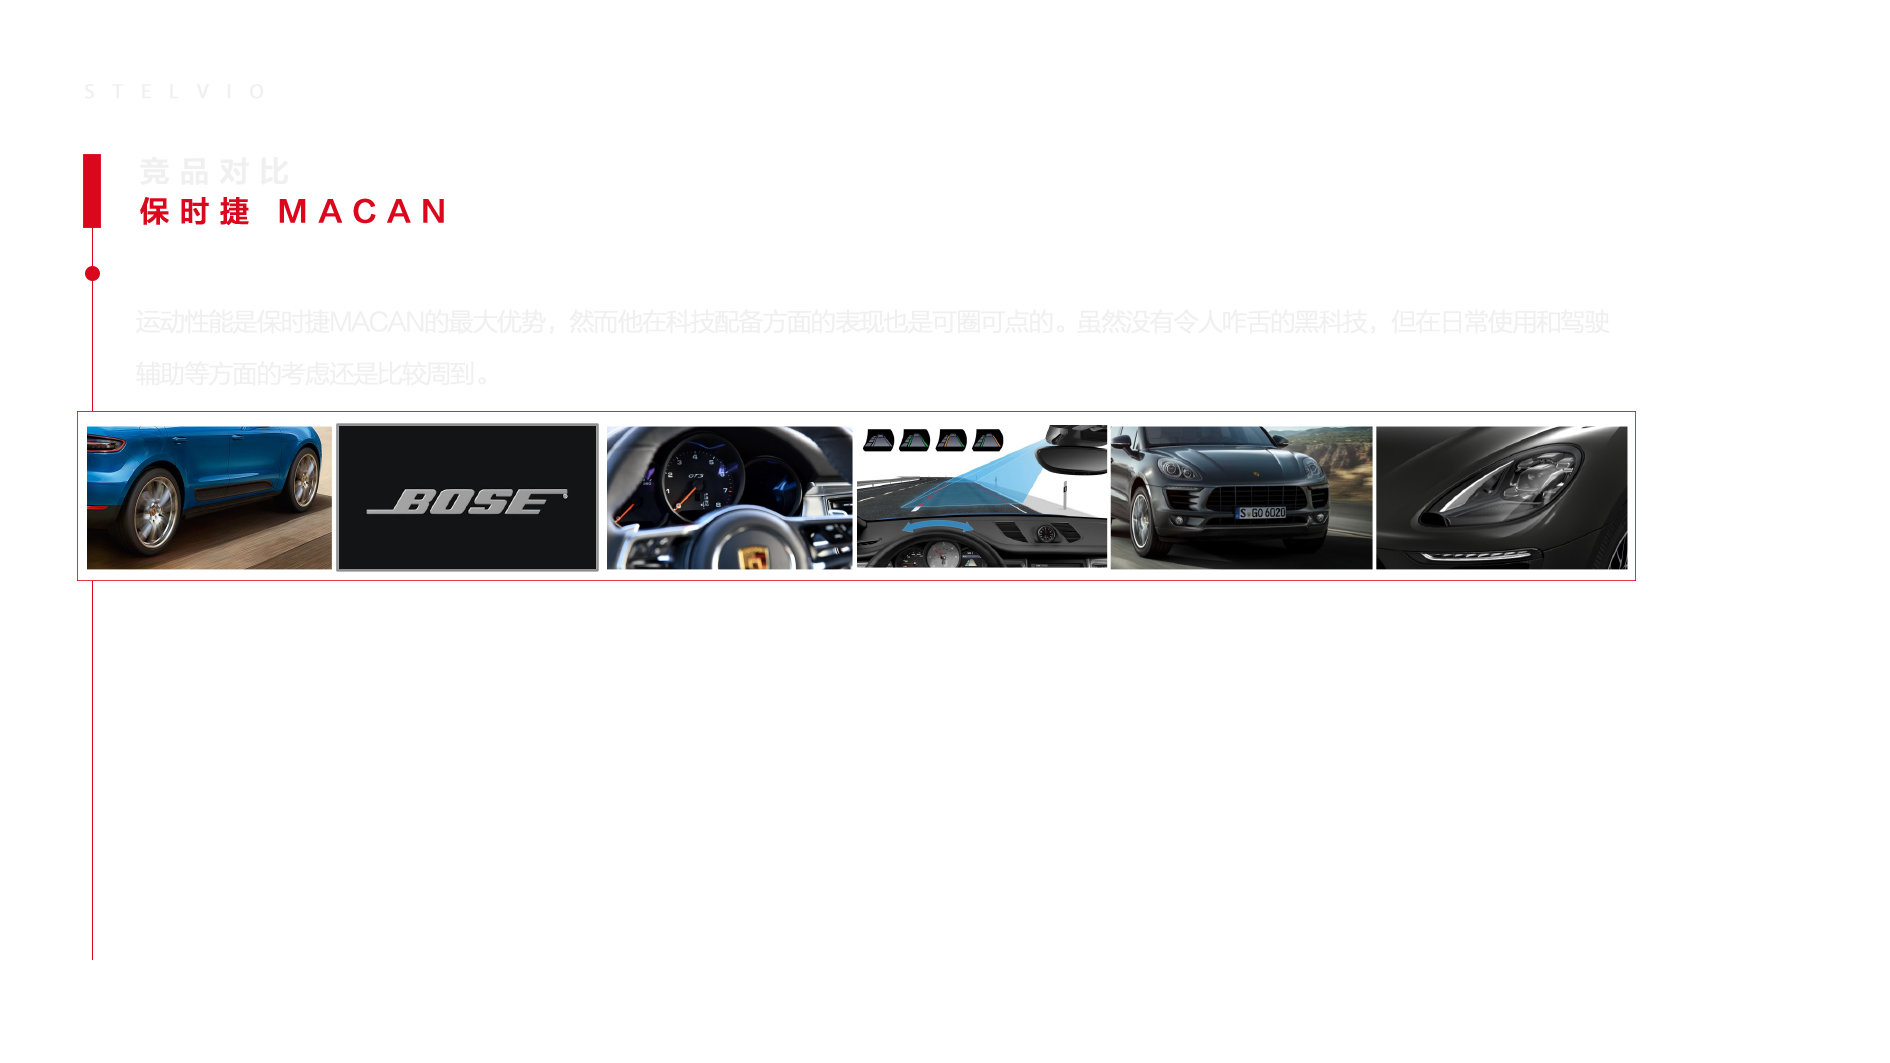 STELVIO
竞品对比
保时捷 MACAN
运动性能是保时捷MACAN的最大优势，然而他在科技配备方面的表现也是可圈可点的。虽然没有令人咋舌的黑科技，但在日常使用和驾驶
辅助等方面的考虑还是比较周到。
BOSE
GTS
S GO 6020